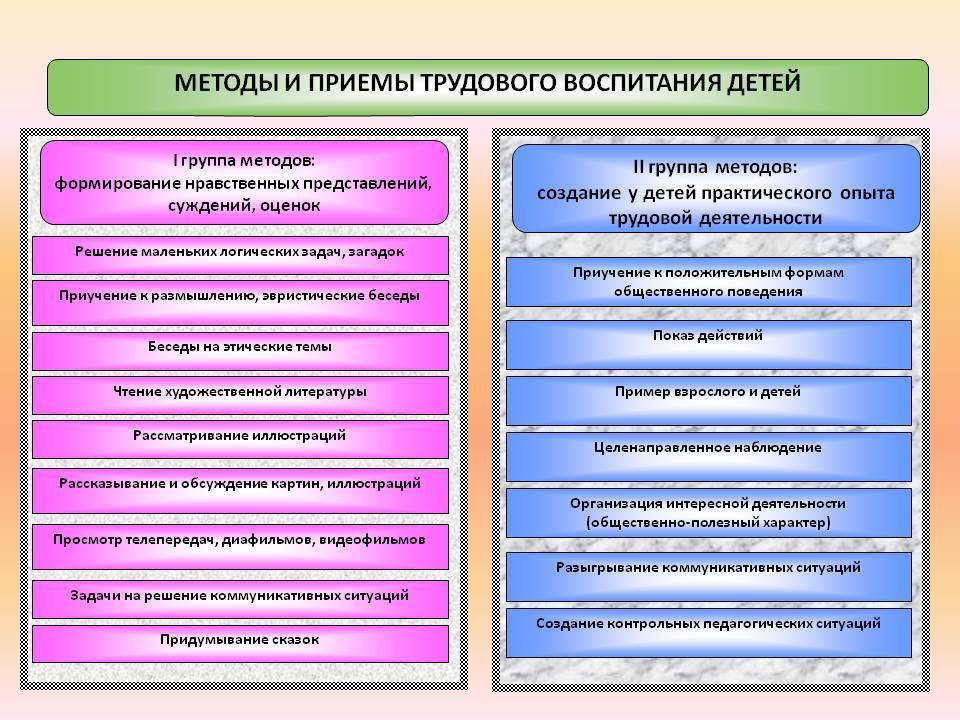 МЕТОДЫ И ПРИЕМЫ ТРУДОВОГО ВОСПИТАНИЯ ДЕТЕЙ
I группа методов:
формирование нравственных представлений,
суждений, оценок
Решение маленьких логических задач, загадок
Приучение к размышлению, эвристические беседы
Беседы на этические темы
Чтение художественной литературы
Рассматривание иллюстраций
Рассказывание и обсуждение картин, иллюстраций
Просмотр телепередач, диафильмов, видеофильмов
Задачи на решение коммуникативных ситуаций
Придумывание сказок
II группа методов:
создание у детей практического опыта
трудовой деятельности
Приучение к положительным формам
общественного поведения
Показ действий
Пример взрослого и детей
Целенаправленное наблюдение
Организация интересной деятельности
(общественно-полезный характер)
Разыгрывание коммуникативных ситуаций
Создание контрольных педагогических ситуаций